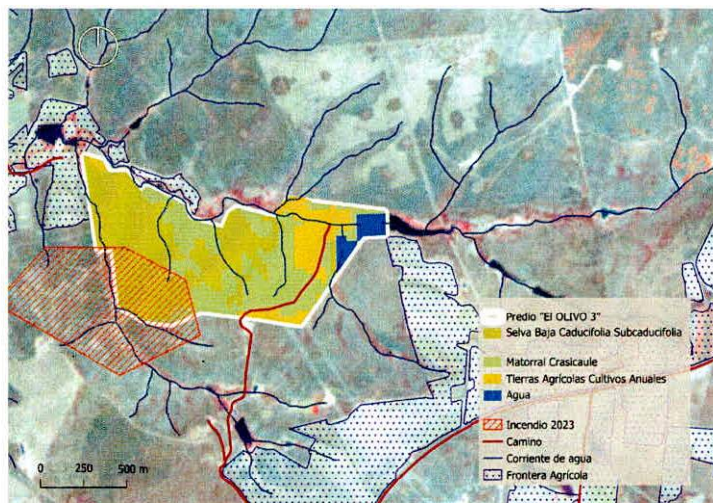 Predio "El OLIVO 3"
Selva Baja Caducifolia Subcaducifolia
Matorral Crasicaule
Tierras Agrícolas Cultivos Anuales
Agua
Incendio 2023
Camino
Corriente de agua
Frontera Agrícola
0 250 500 m